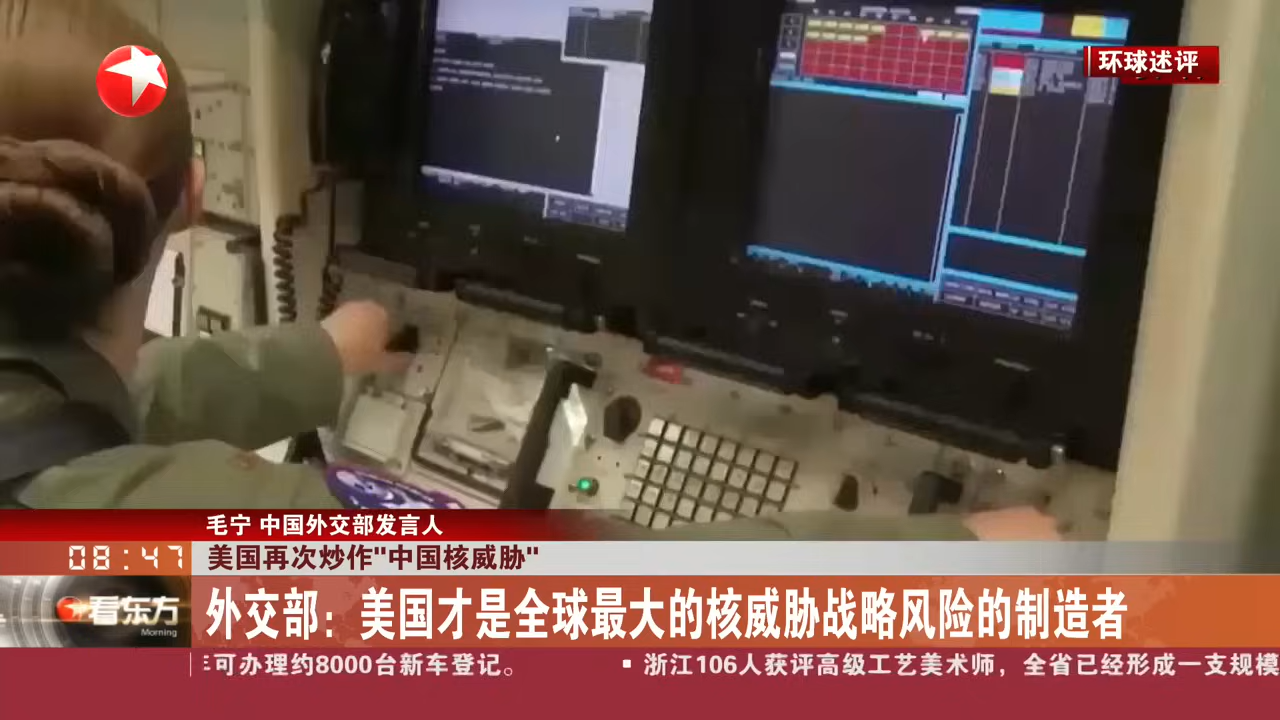 环球述评
毛宁 中国外交部发言人
08:47
美国再次炒作"中国核威胁"
看东方
Morning
外交部：美国才是全球最大的核威胁战略风险的制造者
可办理约8000台新车登记。
▪ 浙江106人获评高级工艺美术师，全省已经形成一支规模